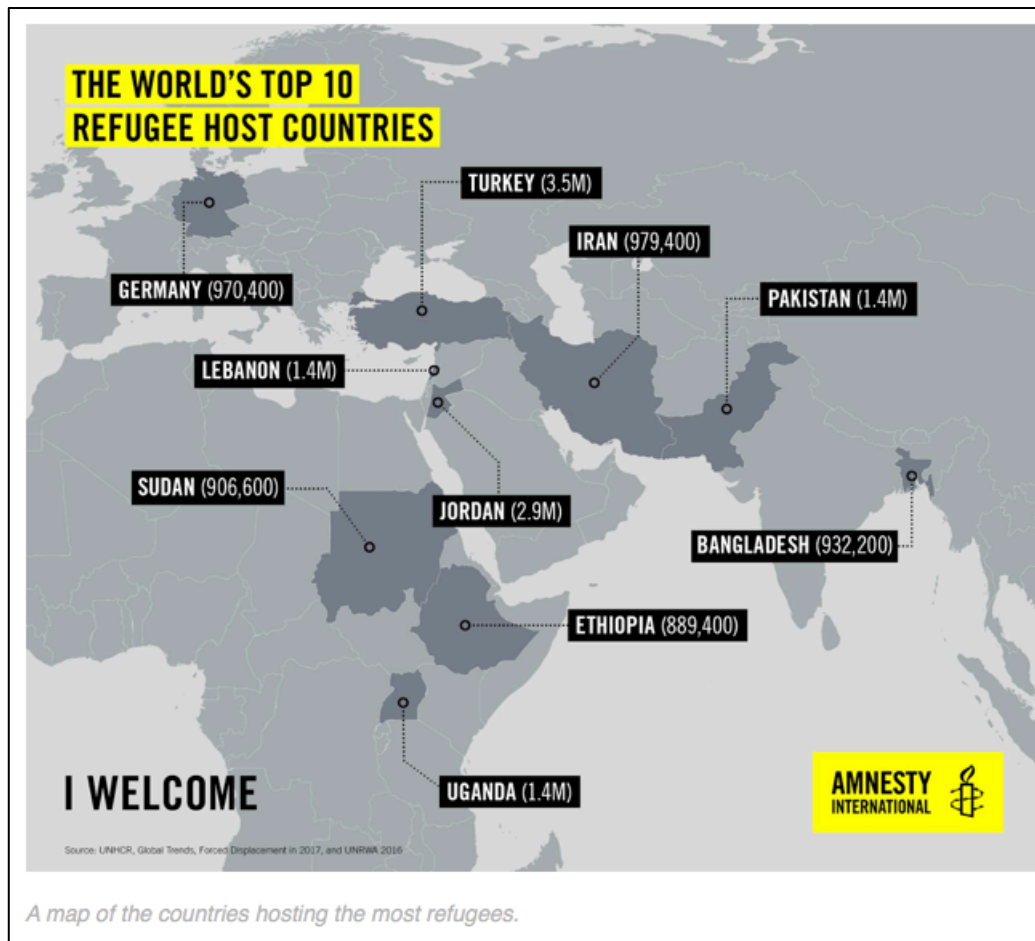 THE WORLD'S TOP 10
REFUGEE HOST COUNTRIES
TURKEY (3.5M)
IRAN (979,400)
GERMANY (970,400)
PAKISTAN (1.4M)
LEBANON (1.4M)
SUDAN (906,600)
JORDAN (2.9M)
BANGLADESH (932,200)
ETHIOPIA (889,400)
UGANDA (1.4M)
I WELCOME
AMNESTY
INTERNATIONAL
Source: UNHCR, Global Trends, Forced Displacement in 2017, and UNRWA 2016
A map of the countries hosting the most refugees.